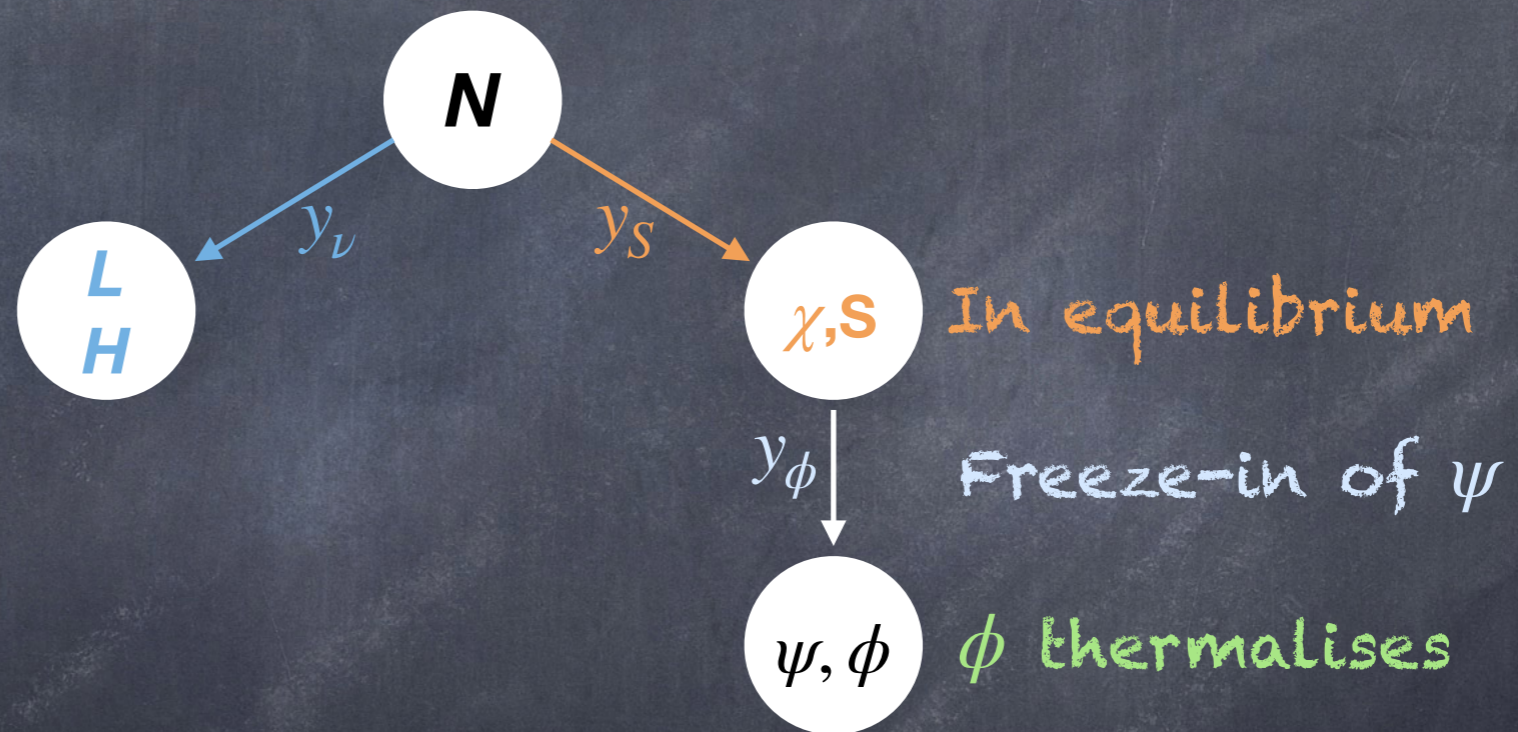 N
y_ν y_S
L
H
χ,S In equilibrium
y_ϕ Freeze-in of ψ
ψ, ϕ ϕ thermalises